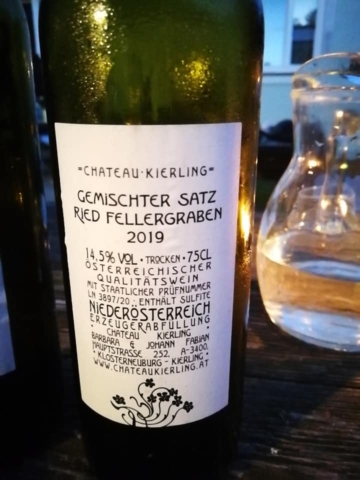 =CHATEAU·KIERLING=
GEMISCHTER SATZ
RIED FELLERGRABEN
2019
14,5% VOL · TROCKEN · 75CL
ÖSTERREICHISCHER
QUALITÄTSWEIN
MIT STAATLICHER PRÜFNUMMER
LN 3897/20 · ENTHÄLT SULFITE
NIEDERÖSTERREICH
ERZEUGERABFÜLLUNG
· CHATEAU KIERLING ·
BARBARA & JOHANN FABIAN
HAUPTSTRASSE 252, A-3400,
· KLOSTERNEUBURG - KIERLING ·
WWW.CHATEAUKIERLING.AT